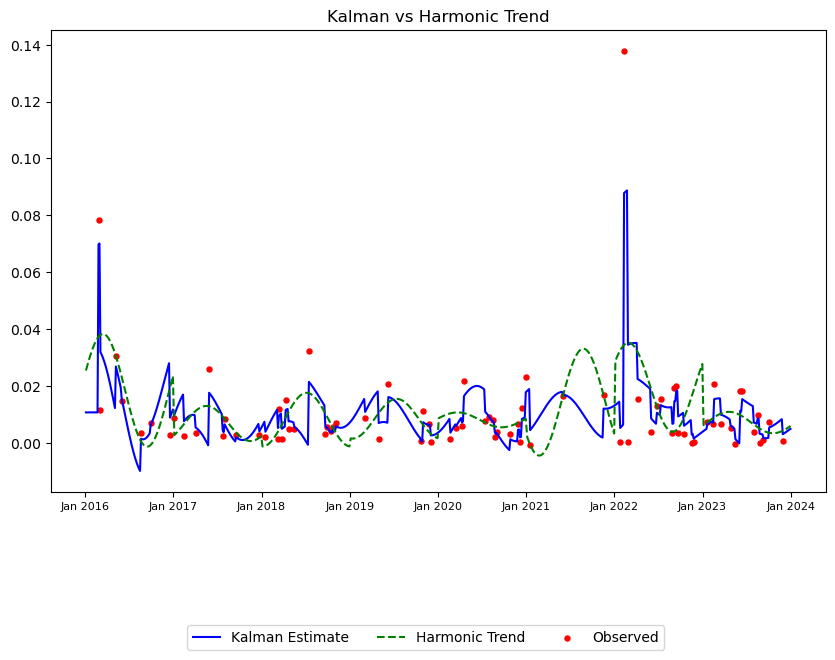 Kalman vs Harmonic Trend
0.14
0.12
0.10
0.08
0.06
0.04
0.02
0.00
Jan 2016 Jan 2017 Jan 2018 Jan 2019 Jan 2020 Jan 2021 Jan 2022 Jan 2023 Jan 2024
Kalman Estimate Harmonic Trend Observed